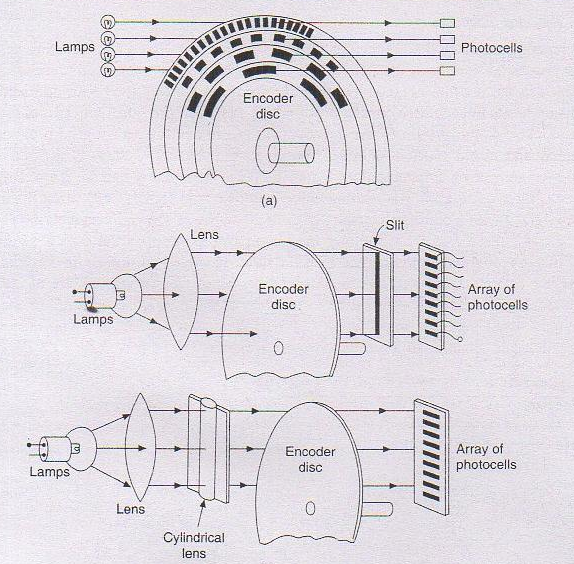 Lamps
Photocells
Encoder
disc
(a)
Lens
Slit
Encoder
disc
Lamps
Array of
photocells
Encoder
disc
Array of
photocells
Lamps
Lens
Cylindrical
lens